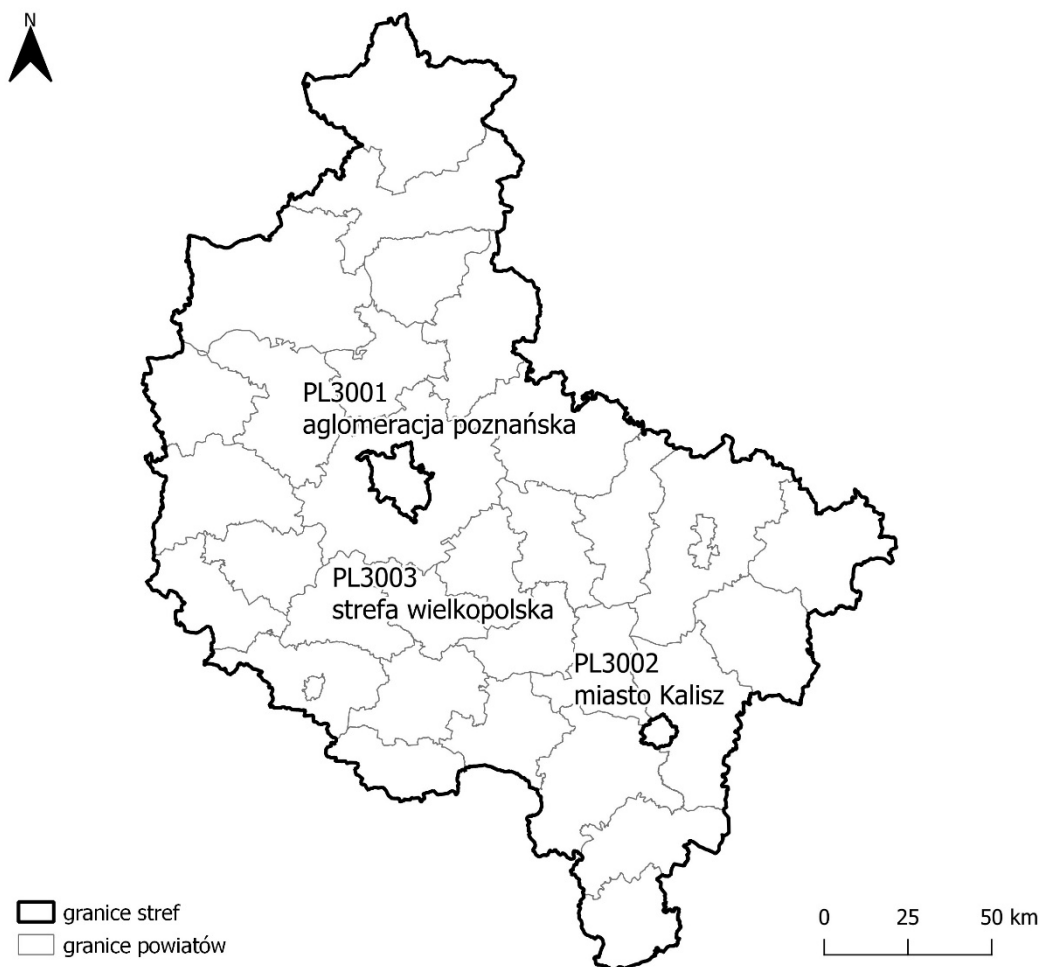 N
PL3001
aglomeracja poznańska
PL3003
strefa wielkopolska
PL3002
miasto Kalisz
granice stref
granice powiatów
0 25 50 km